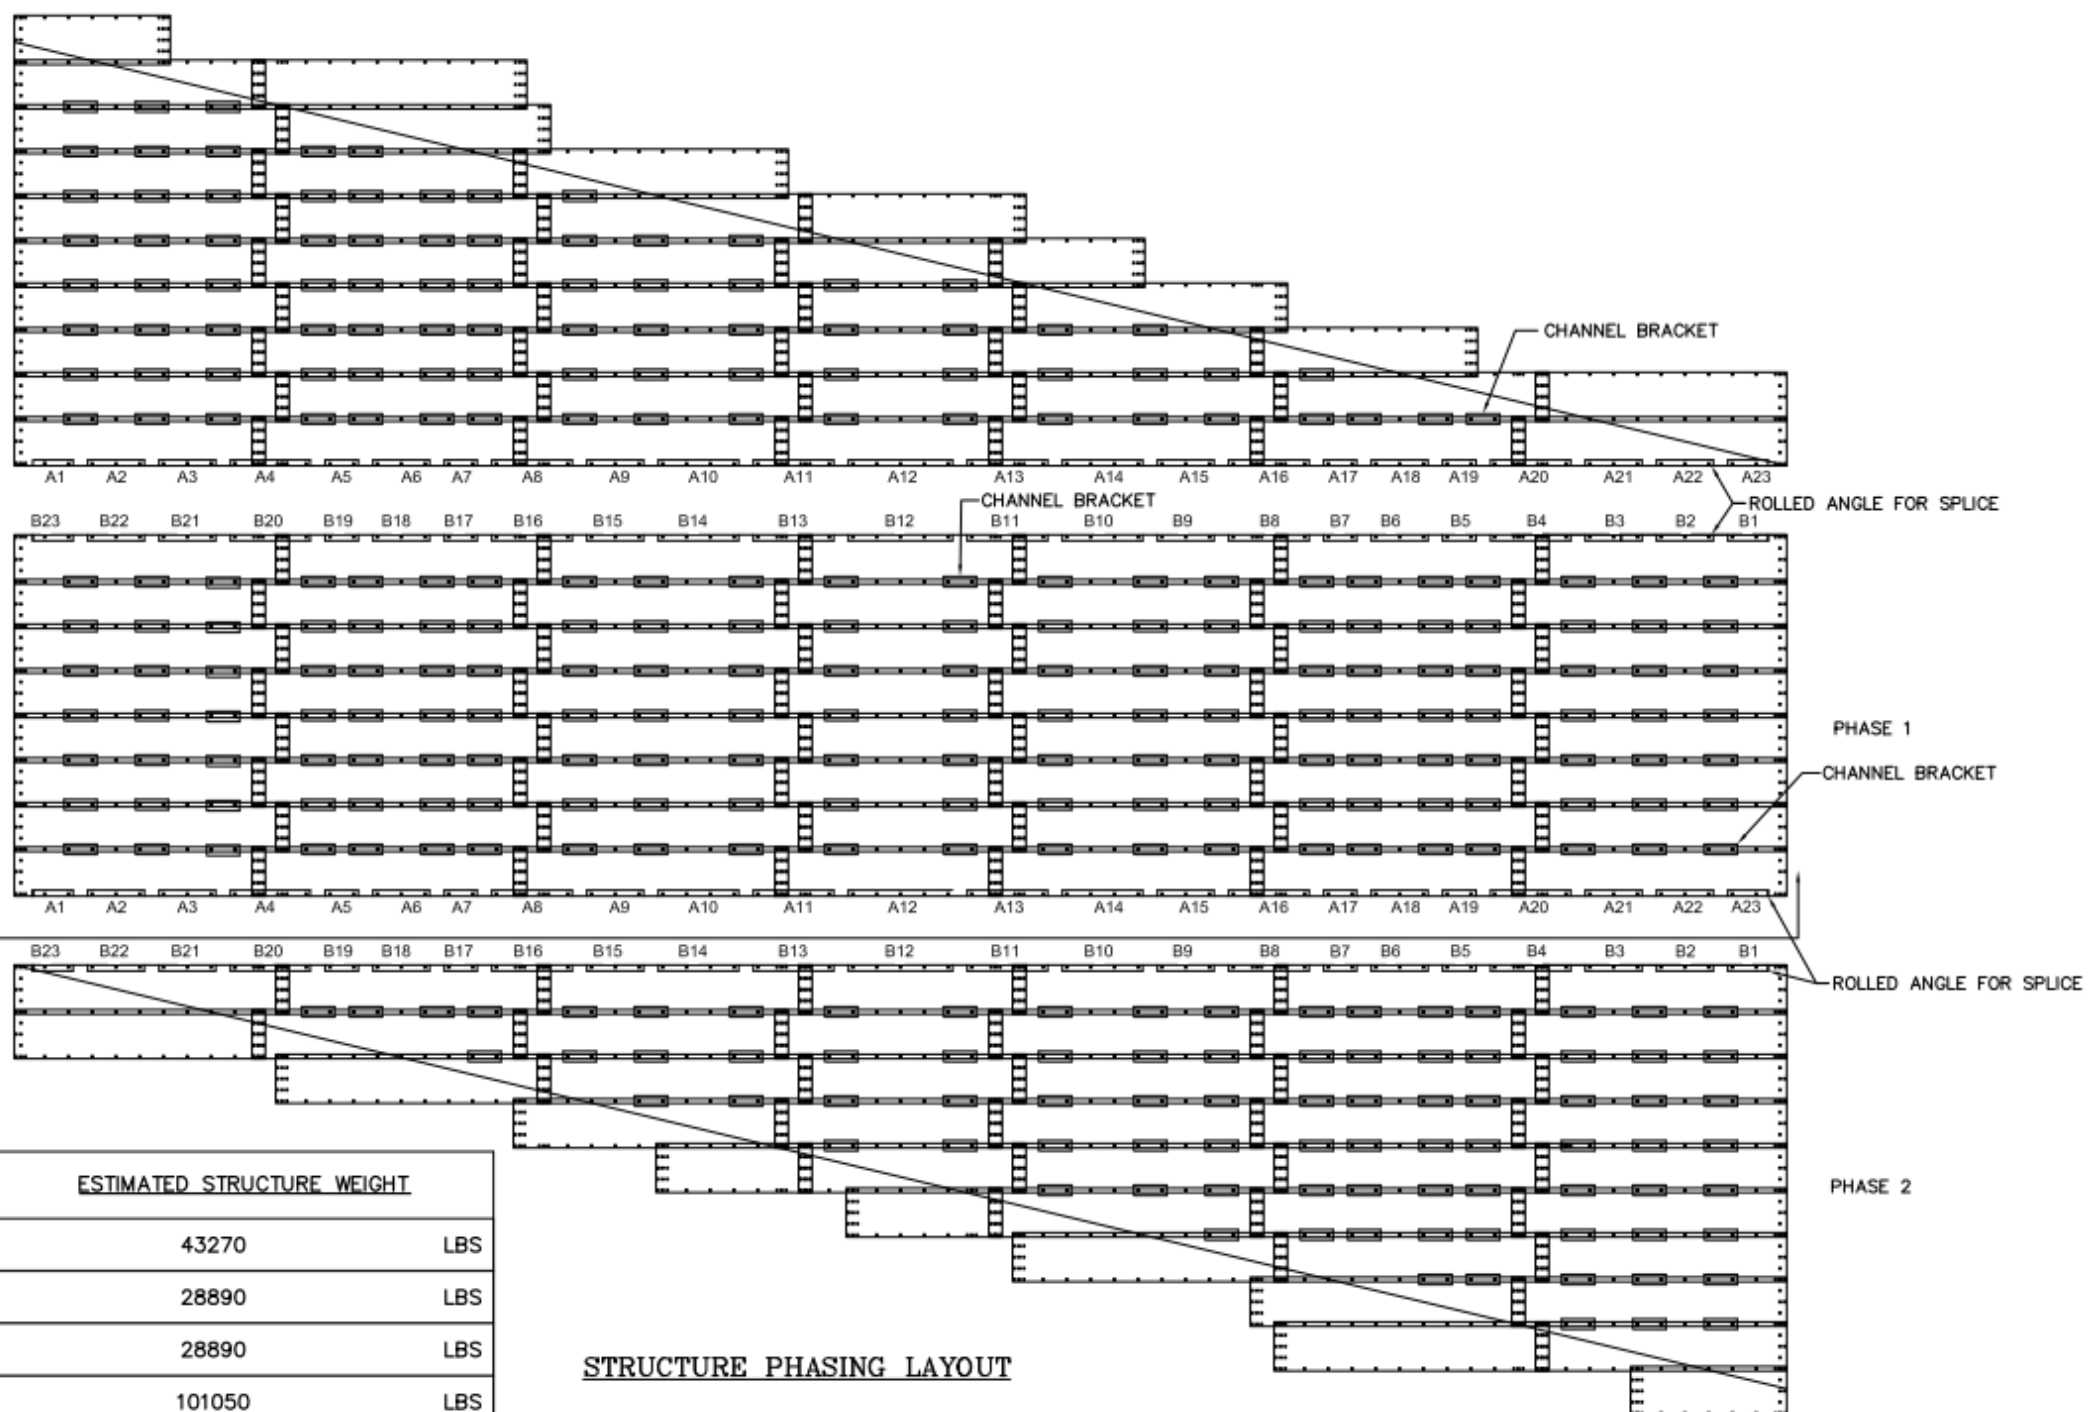 CHANNEL BRACKET
A1 A2 A3 A4 A5 A6 A7 A8 A9 A10 A11 A12 A13 A14 A15 A16 A17 A18 A19 A20 A21 A22 A23
CHANNEL BRACKET
ROLLED ANGLE FOR SPLICE
B23 B22 B21 B20 B19 B18 B17 B16 B15 B14 B13 B12 B11 B10 B9 B8 B7 B6 B5 B4 B3 B2 B1
PHASE 1
CHANNEL BRACKET
A1 A2 A3 A4 A5 A6 A7 A8 A9 A10 A11 A12 A13 A14 A15 A16 A17 A18 A19 A20 A21 A22 A23
B23 B22 B21 B20 B19 B18 B17 B16 B15 B14 B13 B12 B11 B10 B9 B8 B7 B6 B5 B4 B3 B2 B1
ROLLED ANGLE FOR SPLICE
PHASE 2
ESTIMATED STRUCTURE WEIGHT
43270 LBS
28890 LBS
28890 LBS
101050 LBS
STRUCTURE PHASING LAYOUT